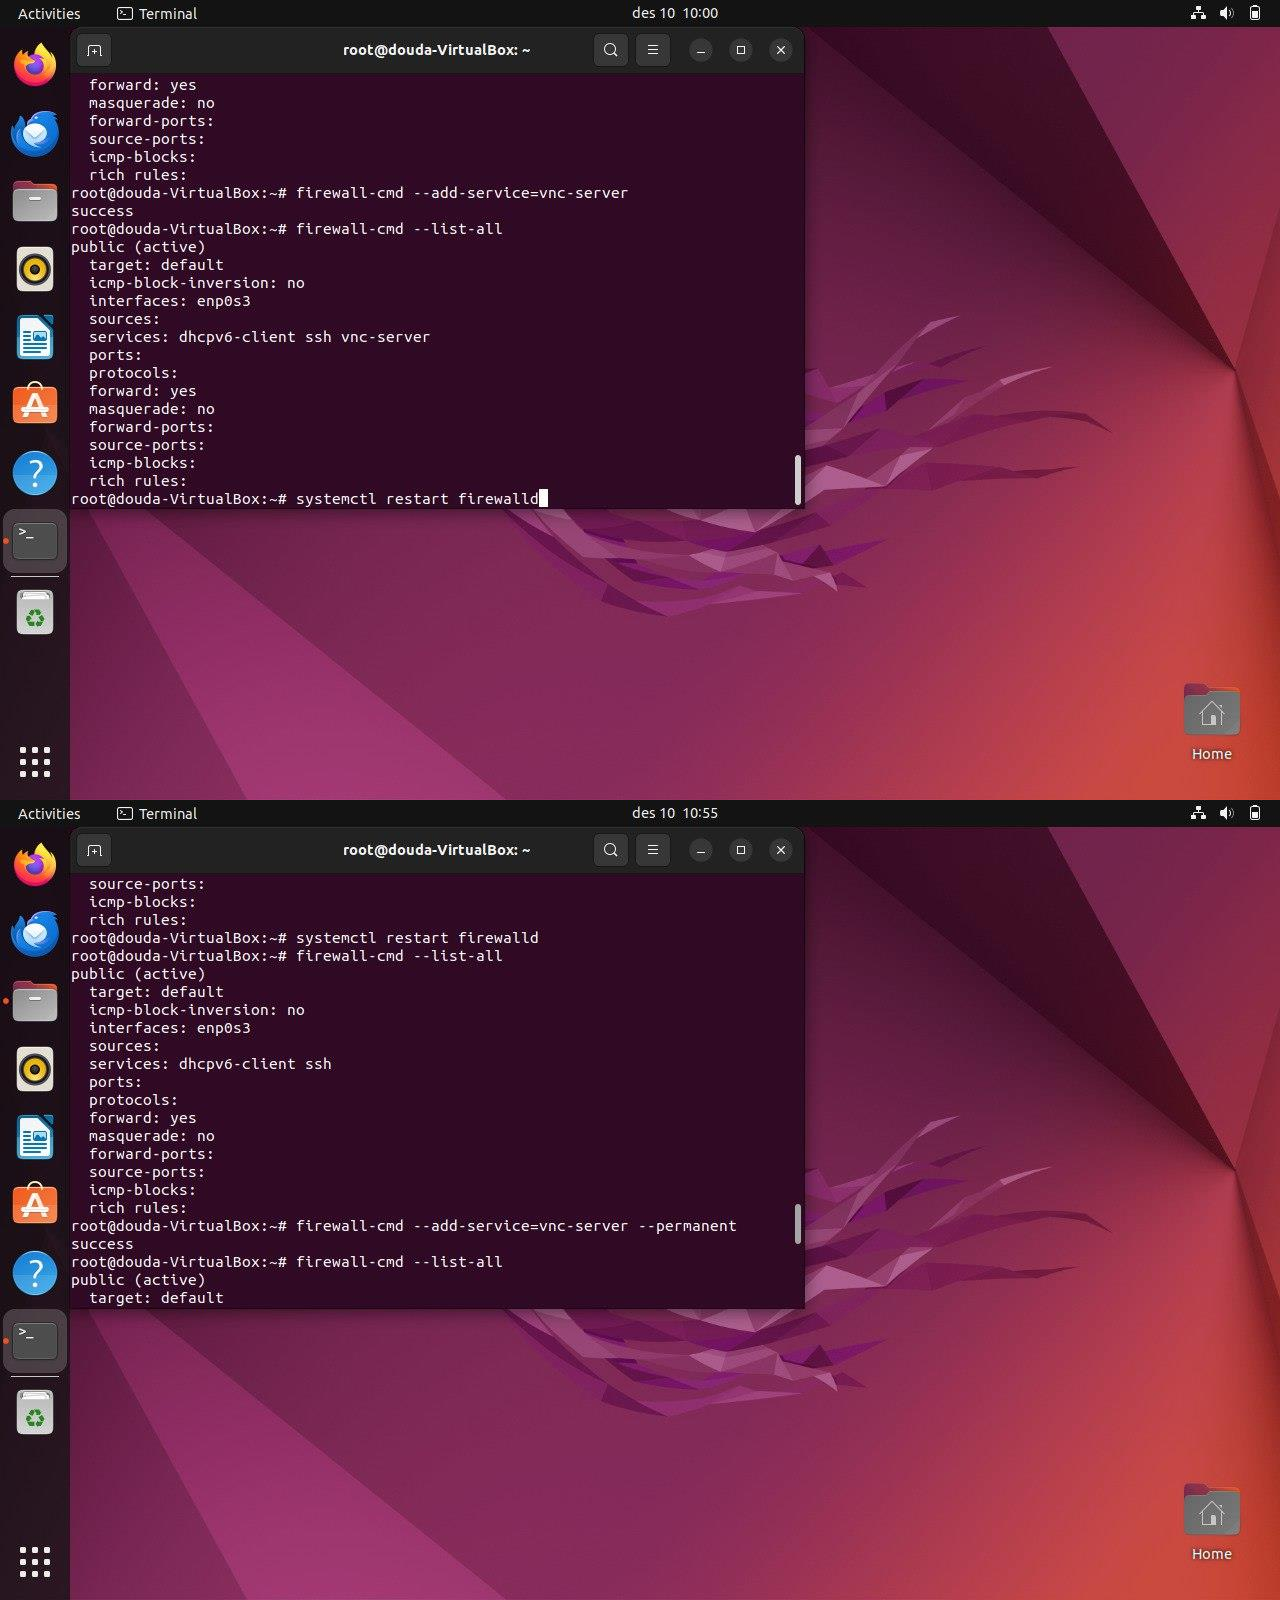 Activities
Terminal
des 10 10:00
root@douda-VirtualBox: ~
forward: yes
masquerade: no
forward-ports:
source-ports:
icmp-blocks:
rich rules:
root@douda-VirtualBox:~# firewall-cmd --add-service=vnc-server
success
root@douda-VirtualBox:~# firewall-cmd --list-all
public (active)
target: default
icmp-block-inversion: no
interfaces: enp0s3
sources:
services: dhcpv6-client ssh vnc-server
ports:
protocols:
forward: yes
masquerade: no
forward-ports:
source-ports:
icmp-blocks:
rich rules:
root@douda-VirtualBox:~# systemctl restart firewalld
Home
Activities
Terminal
des 10 10:55
root@douda-VirtualBox: ~
source-ports:
icmp-blocks:
rich rules:
root@douda-VirtualBox:~# systemctl restart firewalld
root@douda-VirtualBox:~# firewall-cmd --list-all
public (active)
target: default
icmp-block-inversion: no
interfaces: enp0s3
sources:
services: dhcpv6-client ssh
ports:
protocols:
forward: yes
masquerade: no
forward-ports:
source-ports:
icmp-blocks:
rich rules:
root@douda-VirtualBox:~# firewall-cmd --add-service=vnc-server --permanent
success
root@douda-VirtualBox:~# firewall-cmd --list-all
public (active)
target: default
Home